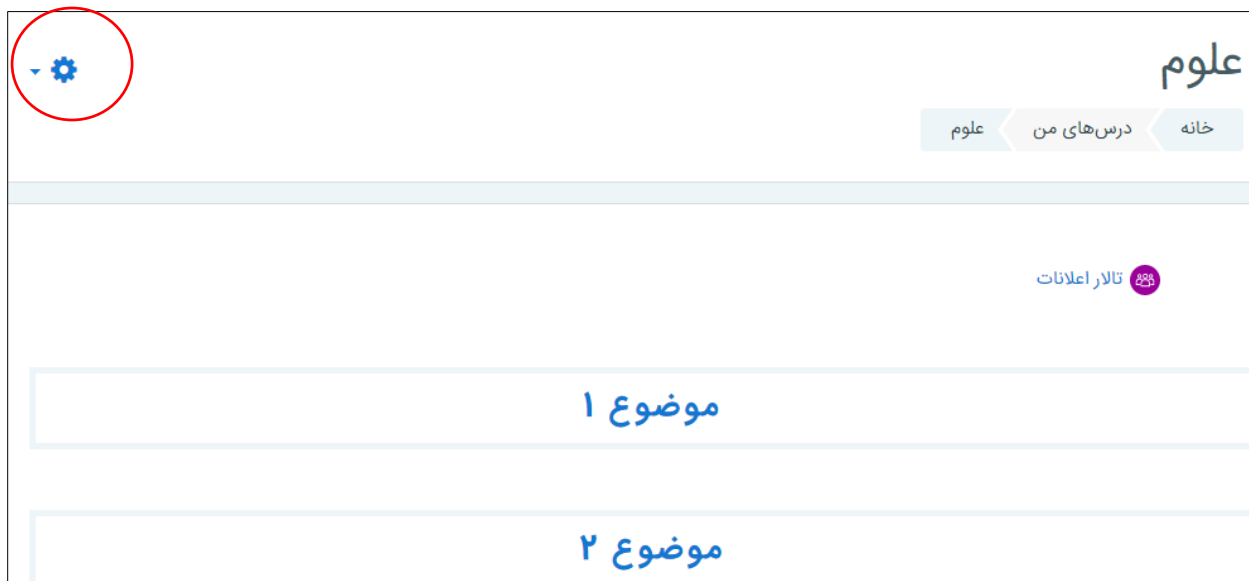 علوم
خانه درس‌های من علوم
تالار اعلانات
موضوع ۱
موضوع ۲